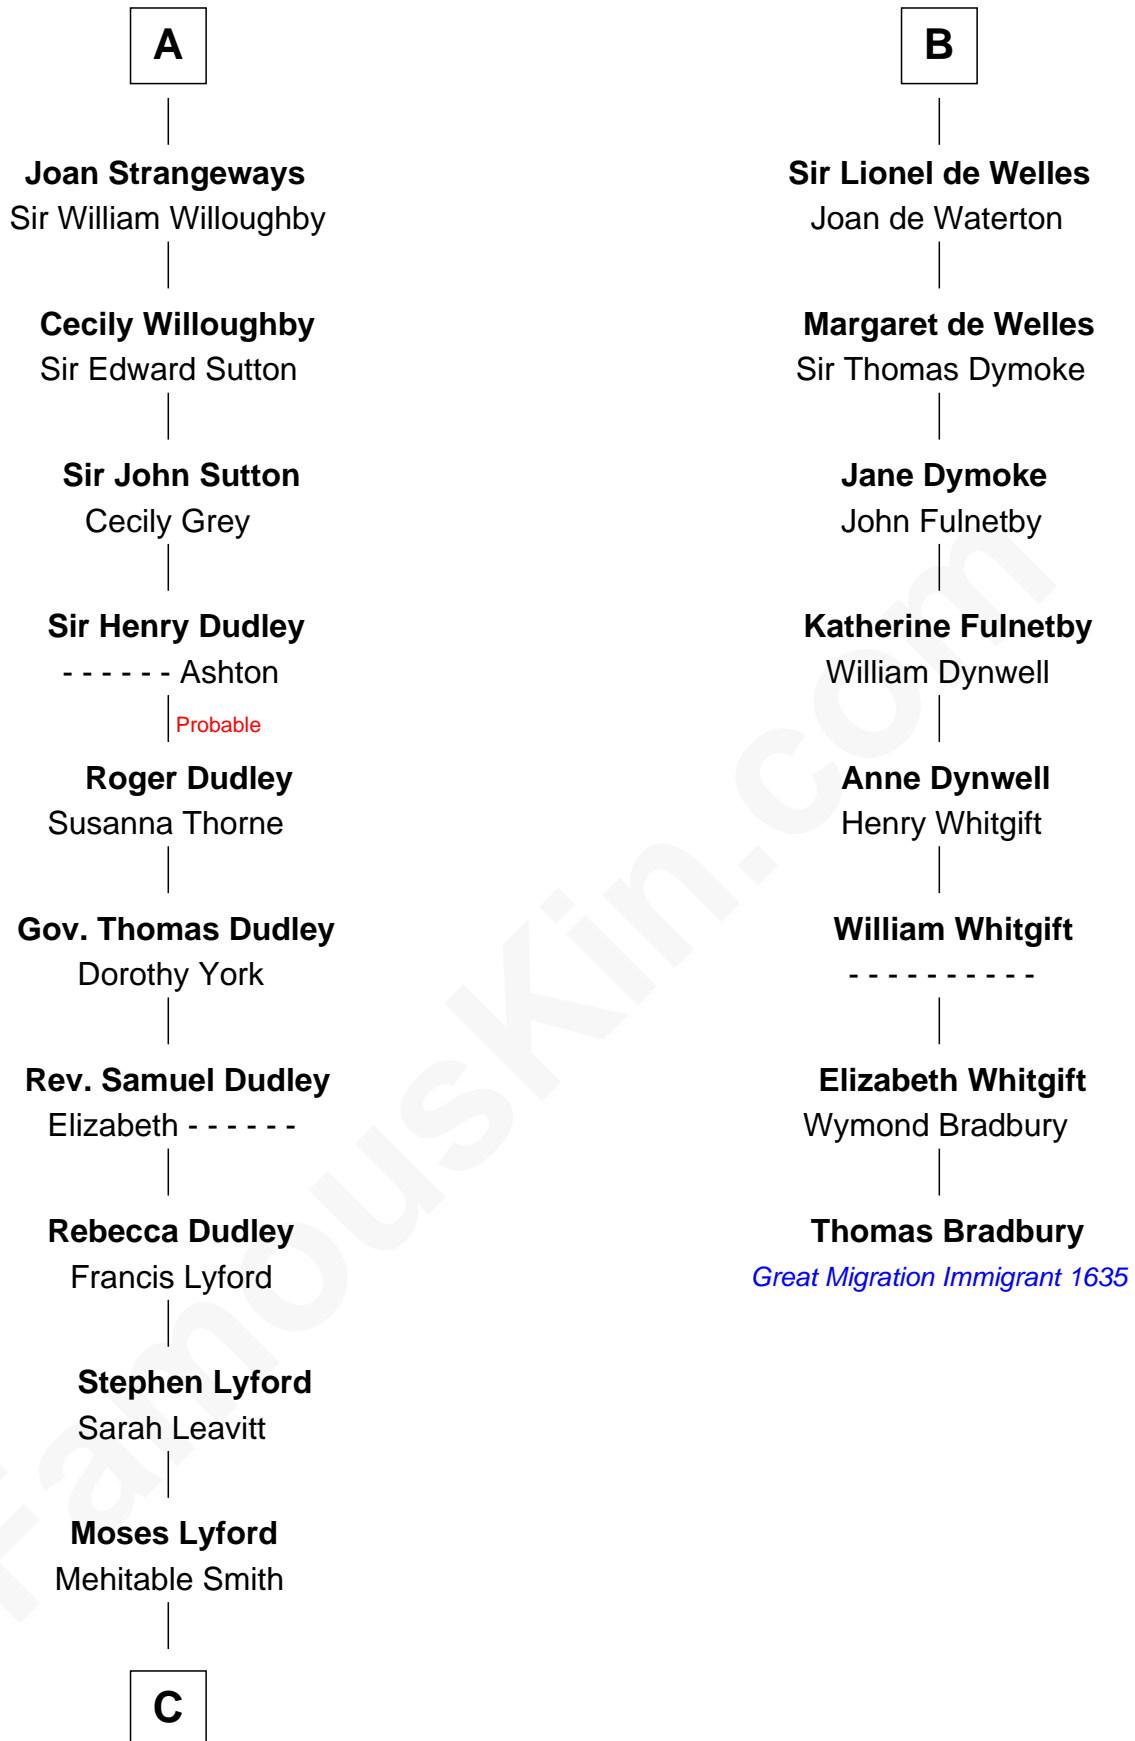 A
Joan Strangeways
Sir William Willoughby
Cecily Willoughby
Sir Edward Sutton
Sir John Sutton
Cecily Grey
Sir Henry Dudley
- - - - - - Ashton
Probable
Roger Dudley
Susanna Thorne
Gov. Thomas Dudley
Dorothy York
Rev. Samuel Dudley
Elizabeth - - - - - -
Rebecca Dudley
Francis Lyford
Stephen Lyford
Sarah Leavitt
Moses Lyford
Mehitable Smith
C
B
Sir Lionel de Welles
Joan de Waterton
Margaret de Welles
Sir Thomas Dymoke
Jane Dymoke
John Fulnetby
Katherine Fulnetby
William Dynwell
Anne Dynwell
Henry Whitgift
William Whitgift
- - - - - - - - - -
Elizabeth Whitgift
Wymond Bradbury
Thomas Bradbury
Great Migration Immigrant 1635
FamousKin.com